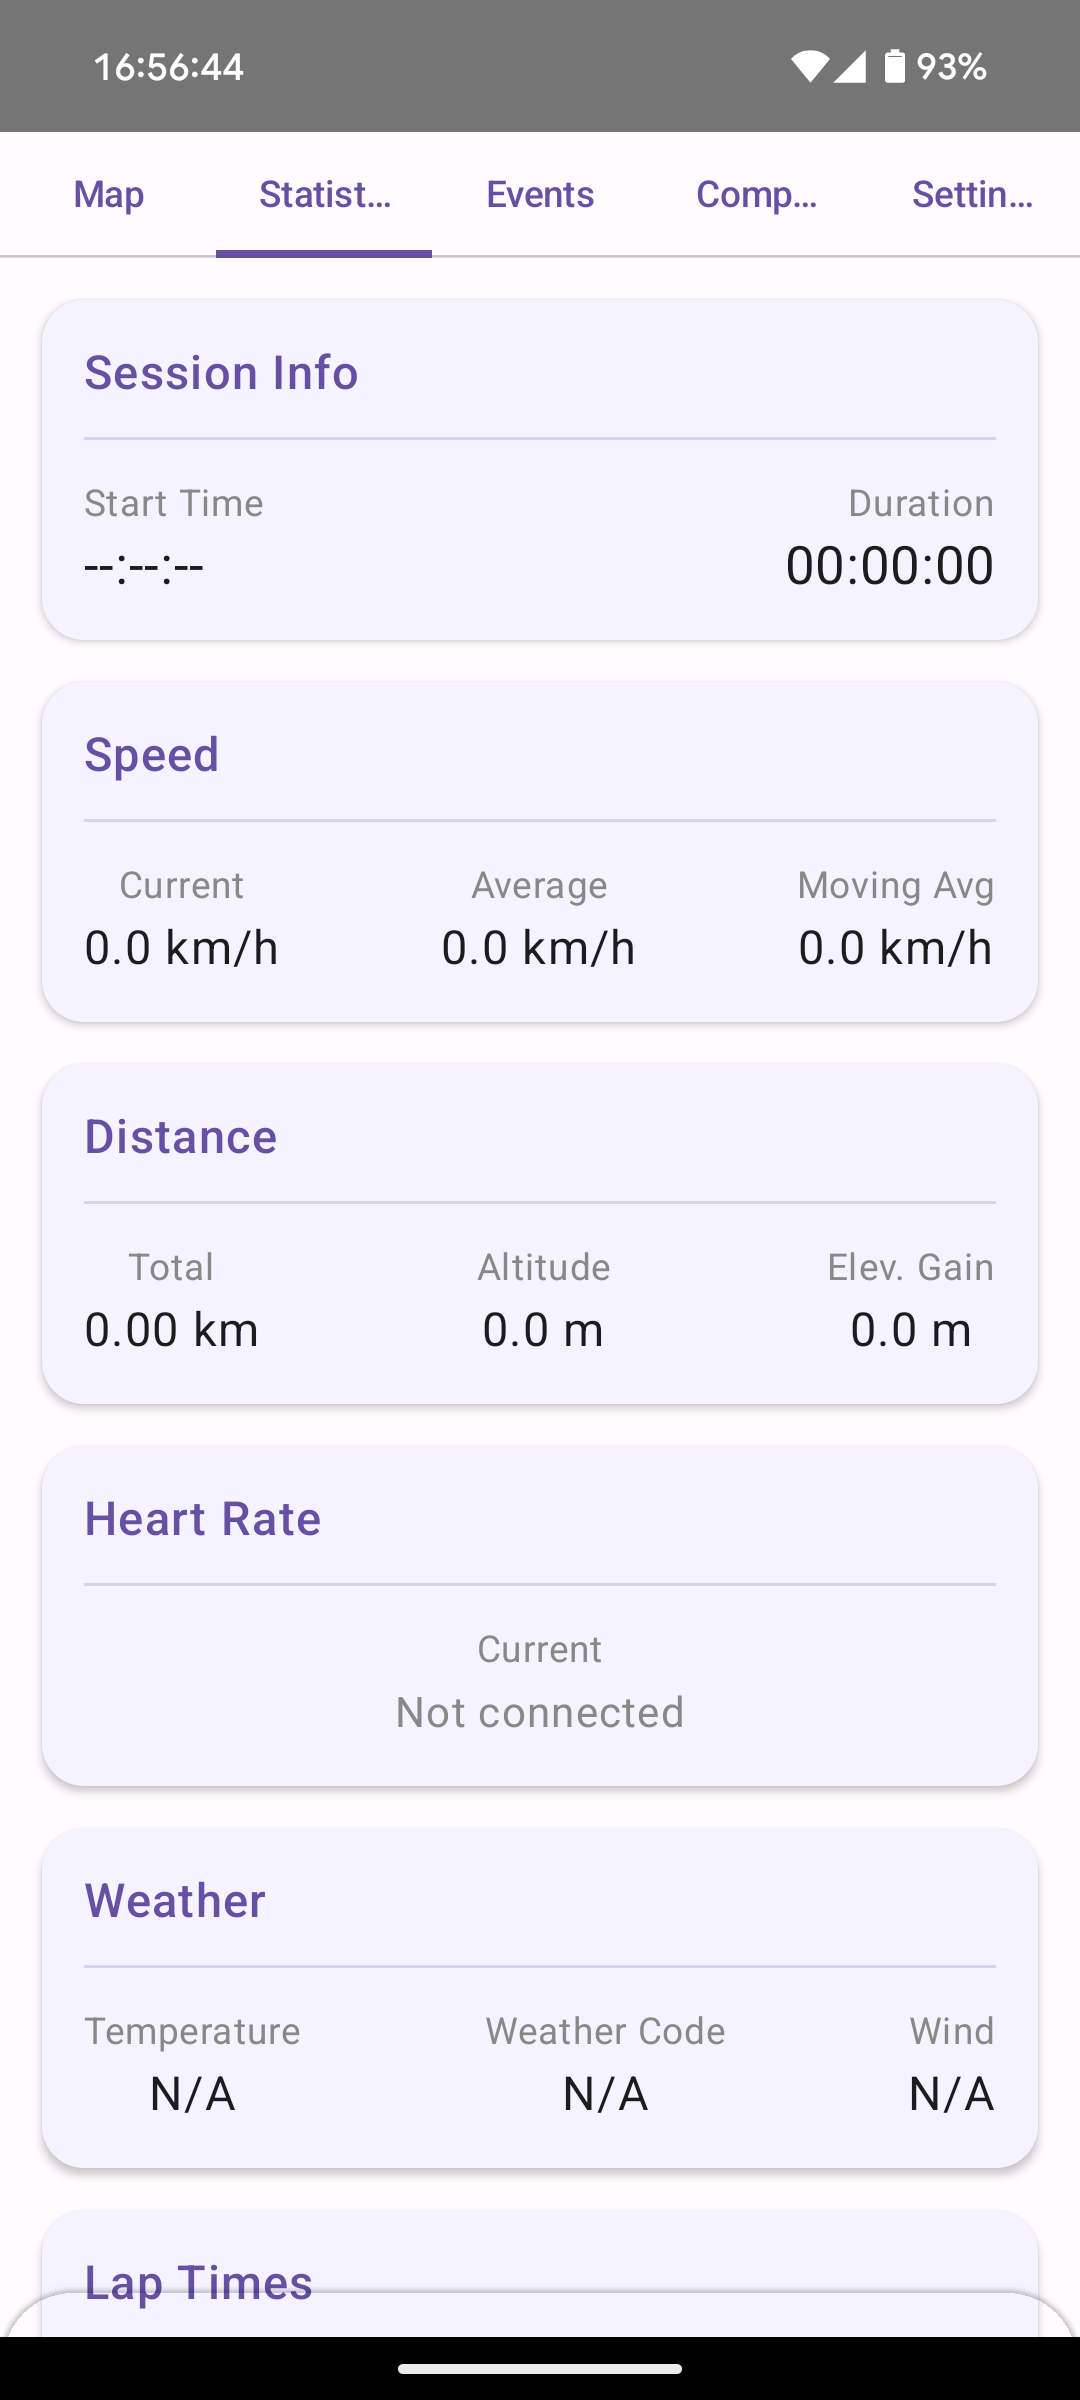 16:56:44 93%
Map Statist... Events Comp... Settin...
Session Info
Start Time Duration
--:--:-- 00:00:00
Speed
Current Average Moving Avg
0.0 km/h 0.0 km/h 0.0 km/h
Distance
Total Altitude Elev. Gain
0.00 km 0.0 m 0.0 m
Heart Rate
Current
Not connected
Weather
Temperature Weather Code Wind
N/A N/A N/A
Lap Times